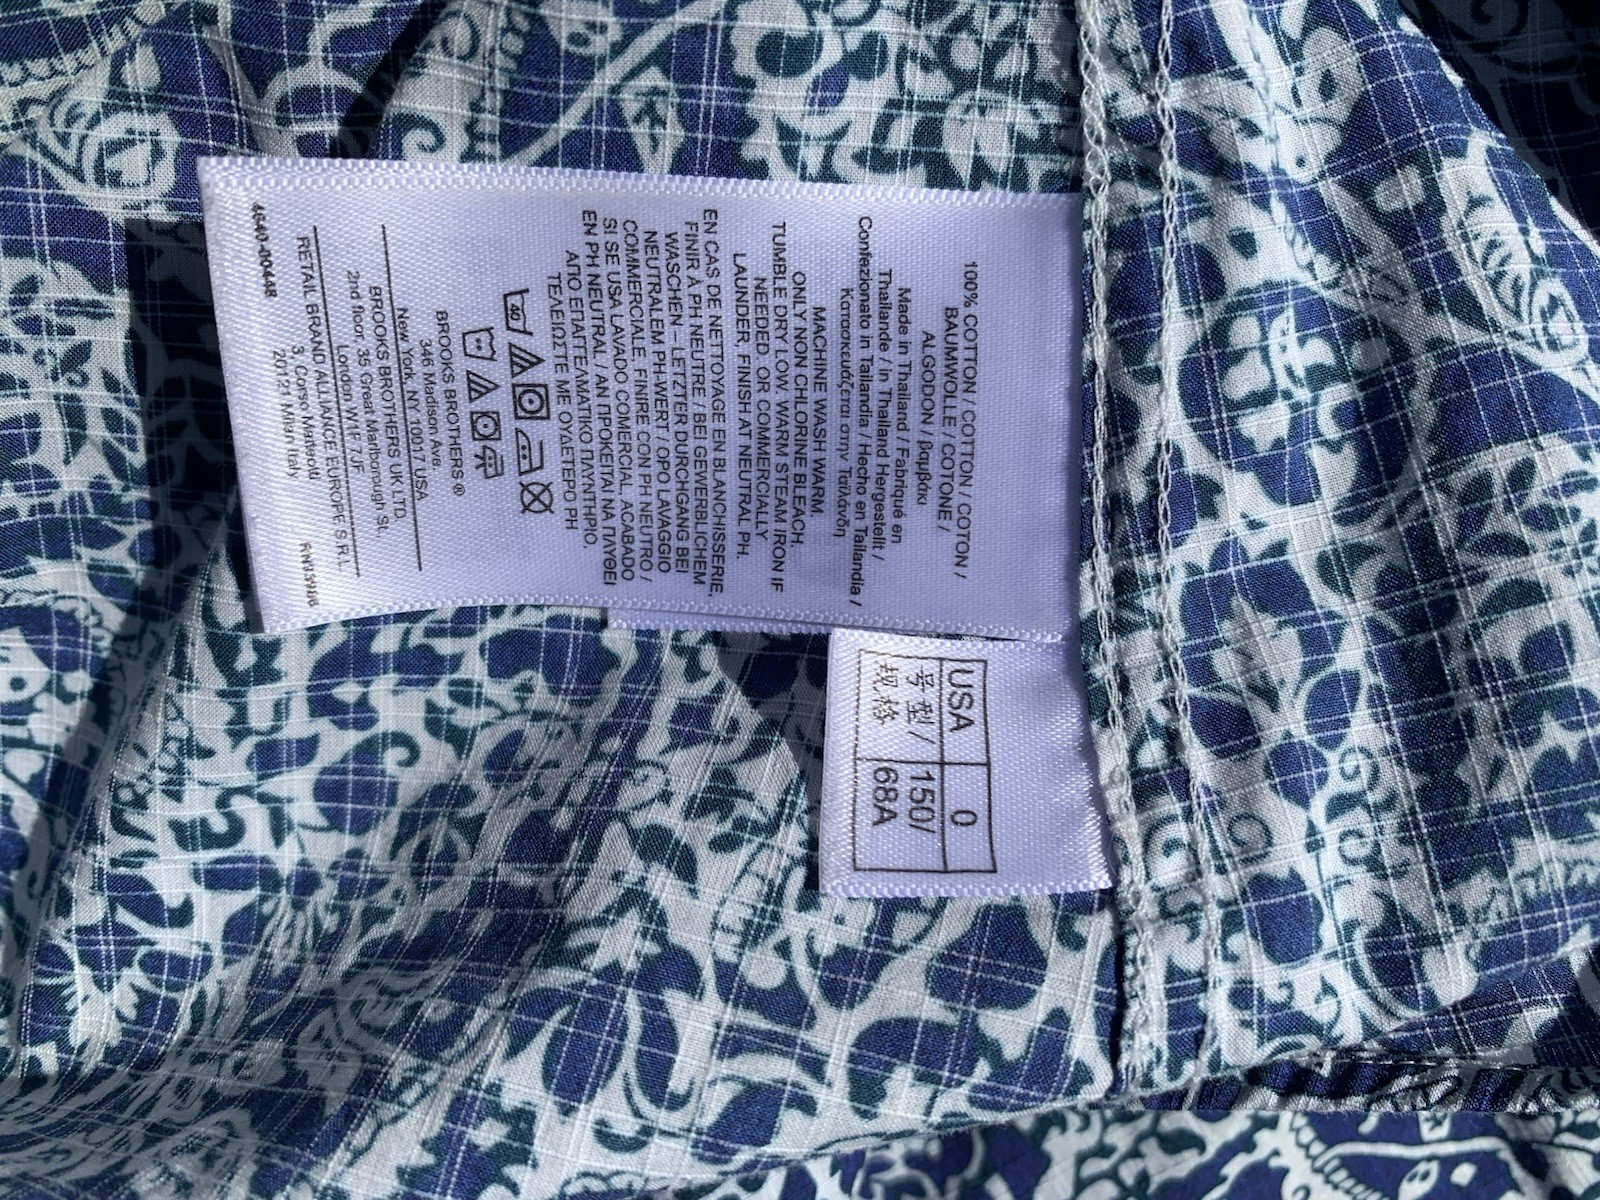 100% COTTON / COTTON / COTON /
BAUMWOLLE / COTONE /
ALGODON / βαμβάκι
Made in Thailand / Fabriqué en
Thaïlande / in Thailand Hergestellt /
Confezionato in Tailandia / Hecho en Tailandia /
Κατασκευάζεται στην Ταϊλάνδη
MACHINE WASH WARM.
ONLY NON CHLORINE BLEACH.
TUMBLE DRY LOW. WARM STEAM IRON IF
NEEDED. OR COMMERCIALLY
LAUNDER, FINISH AT NEUTRAL PH.
EN CAS DE NETTOYAGE EN BLANCHISSERIE,
FINIR À PH NEUTRE / BEI GEWERBLICHEM
WASCHEN – LETZTER DURCHGANG BEI
NEUTRALEM PH-WERT / OPO LAVAGGIO
COMMERCIALE, FINIRE CON PH NEUTRO /
SI SE USA LAVADO COMERCIAL, ACABADO
EN PH NEUTRAL / ΑΝ ΠΡΟΚΕΙΤΑΙ ΝΑ ΠΛΥΘΕΙ
ΑΠΟ ΕΠΑΓΓΕΛΜΑΤΙΚΟ ΠΛΥΝΤΗΡΙΟ,
ΤΕΛΕΙΩΣΤΕ ΜΕ ΟΥΔΕΤΕΡΟ PH
40
BROOKS BROTHERS®
346 Madison Ave
New York, NY 10017 USA
BROOKS BROTHERS UK LTD.
London W1F 7JF
2nd floor, 35 Great Marlborough St.,
RETAIL BRAND ALLIANCE EUROPE S.R.L.
3, Corso Matteotti
20121 Milan Italy
4640-00448
USA 0
号型/ 150/
规格 68A